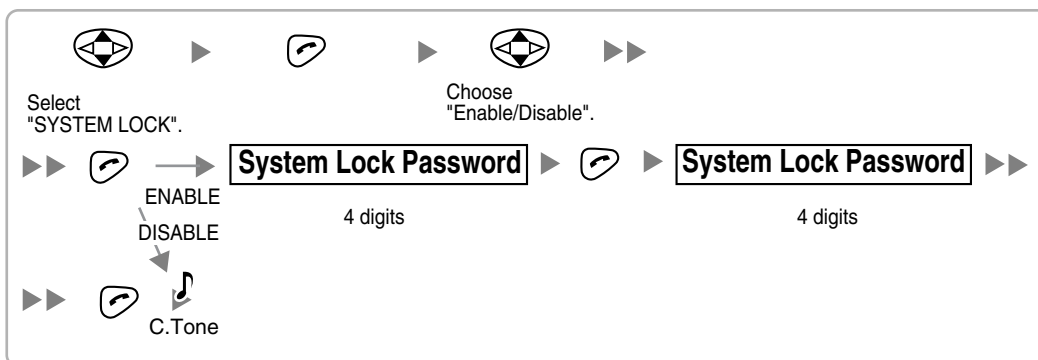 Select
"SYSTEM LOCK".
Choose
"Enable/Disable".
System Lock Password
System Lock Password
ENABLE
4 digits
4 digits
DISABLE
C.Tone